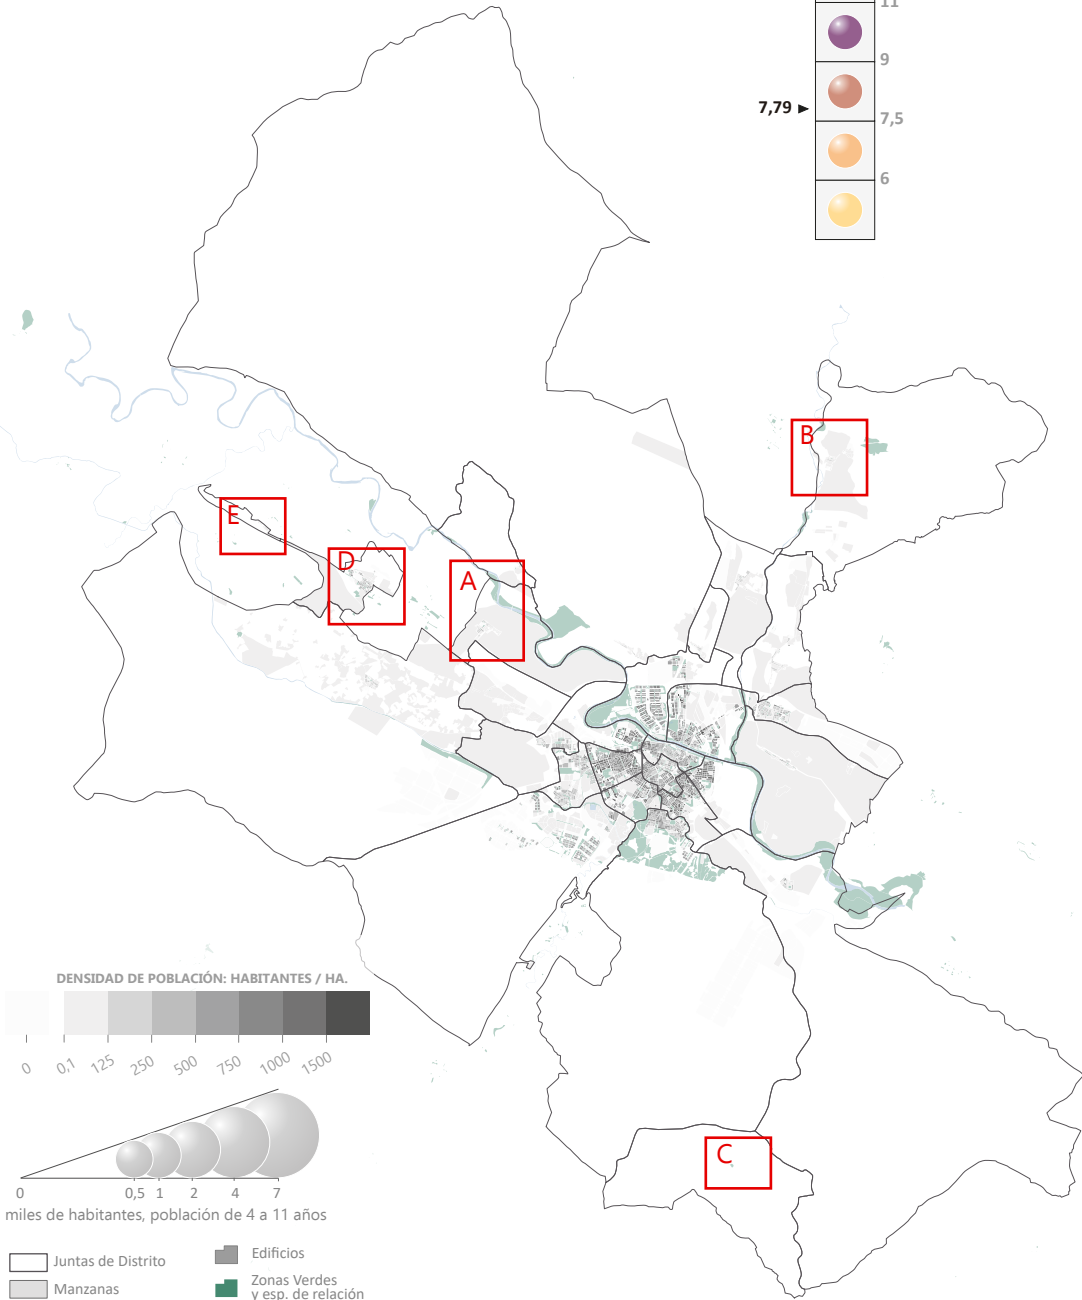 11
9
7,79 ►
7,5
6
B
E
D
A
DENSIDAD DE POBLACIÓN: HABITANTES / HA.
0 0,1 125 250 500 750 1000 1500
C
0 0,5 1 2 4 7
miles de habitantes, población de 4 a 11 años
Juntas de Distrito
Edificios
Manzanas
Zonas Verdes
y esp. de relación